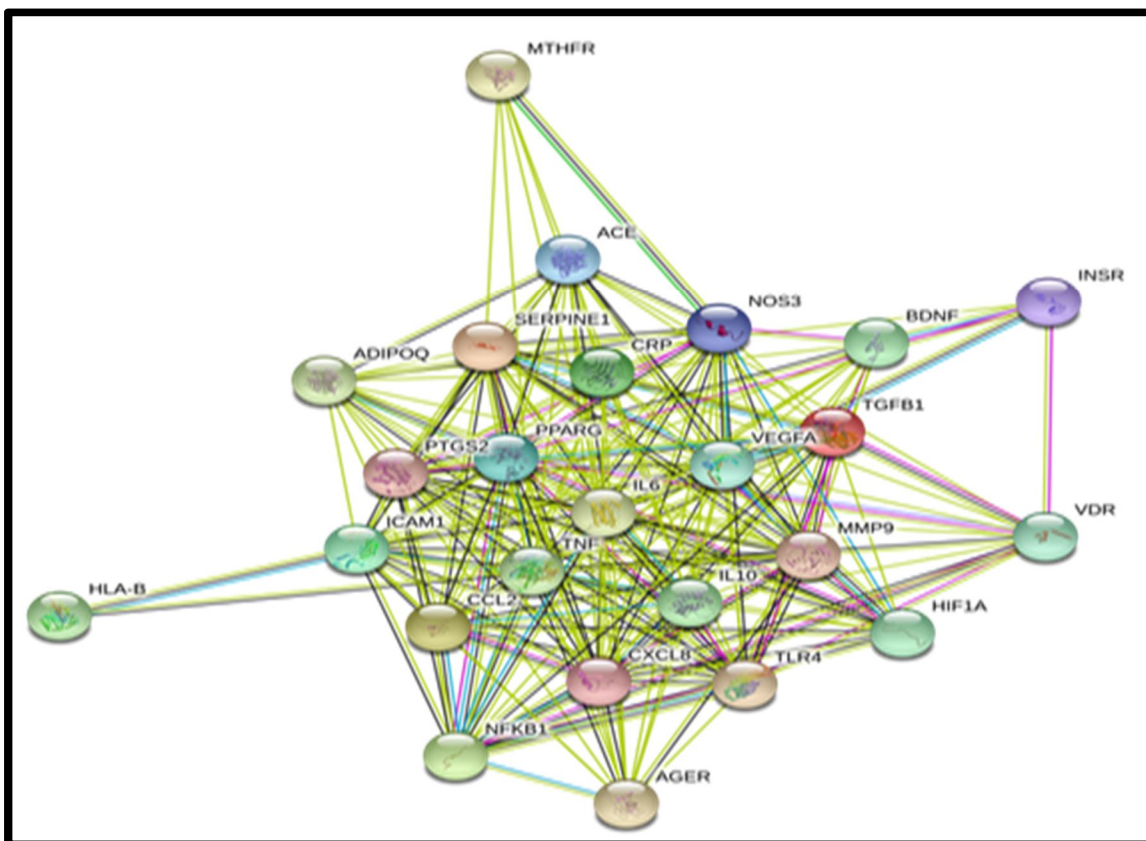 MTHFR
ACE
INSR
NOS3
BDNF
SERPINE1
CRP
ADIPOQ
TGFB1
PPARG
VEGFA
PTGS2
IL6
VDR
MMP9
ICAM1
TNF
IL10
HLA-B
CCL2
HIF1A
CXCL8
TLR4
NFKB1
AGER